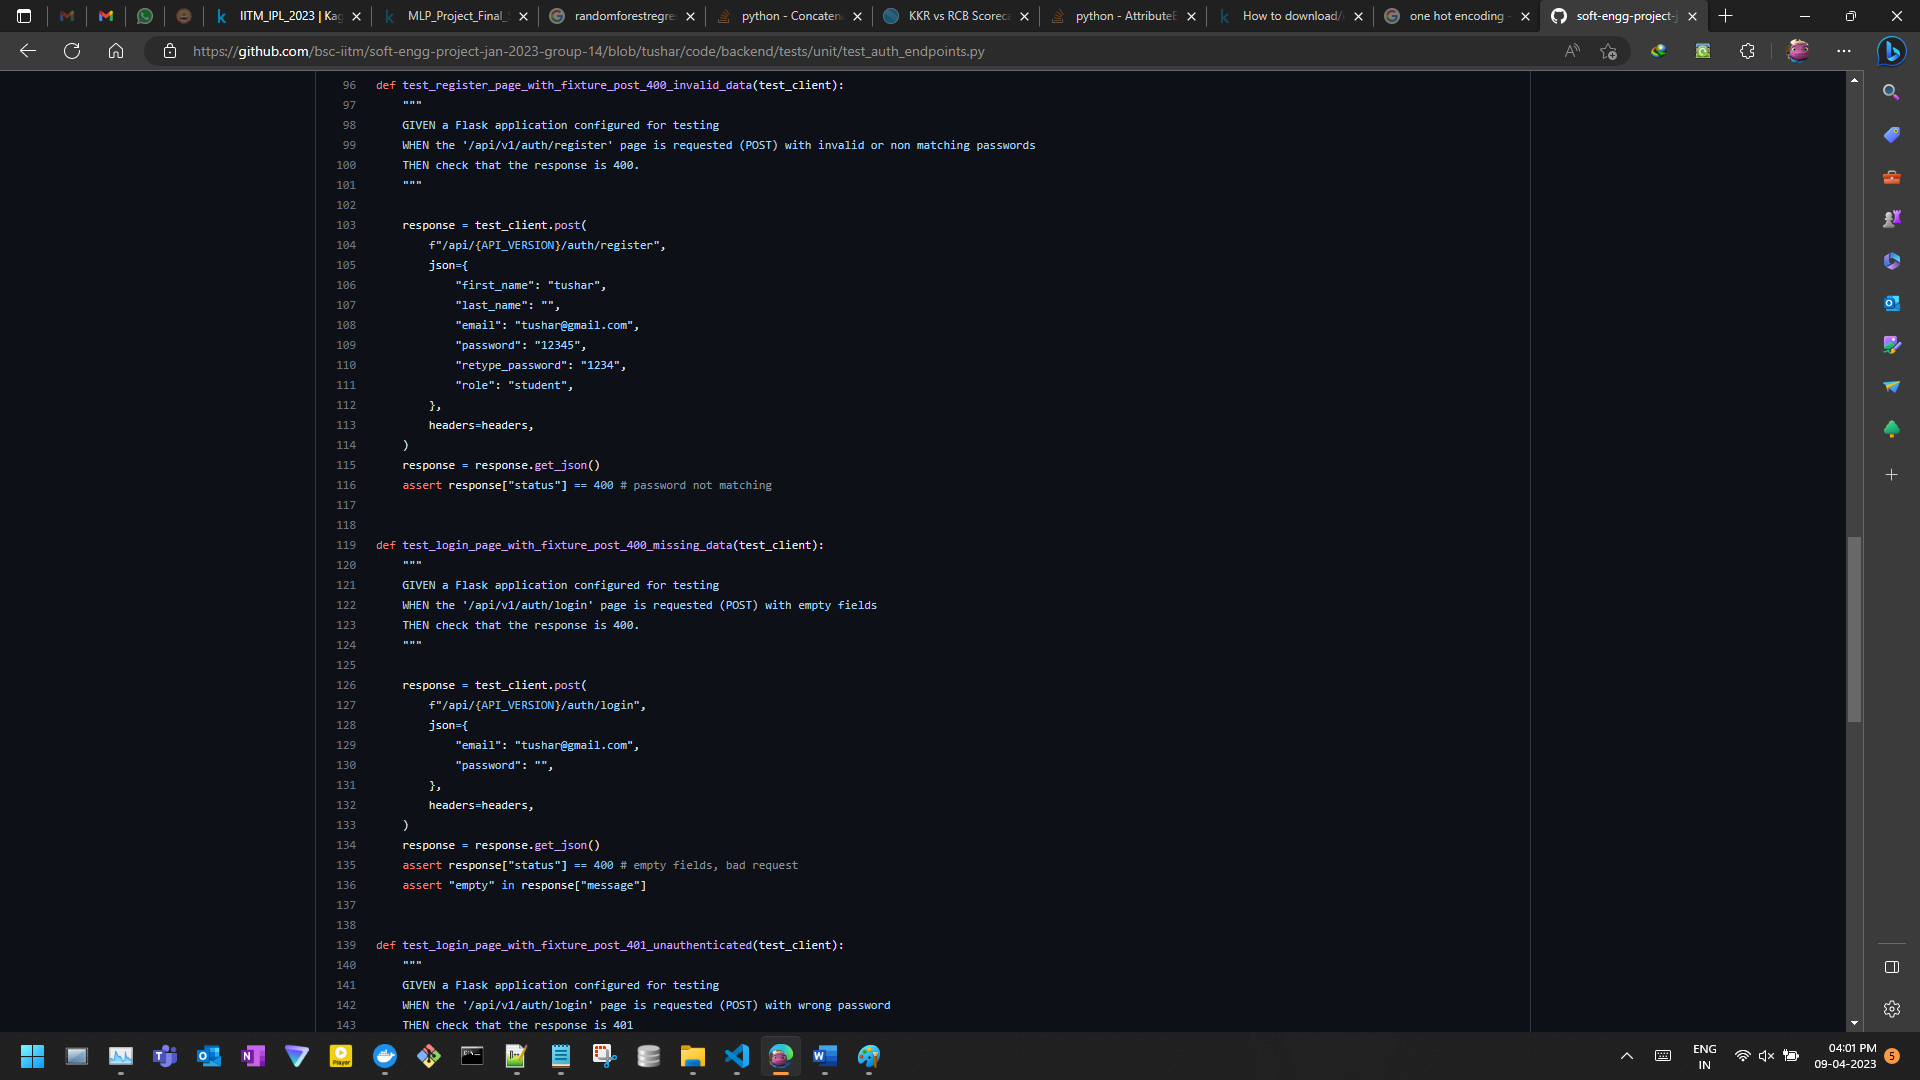 IITM_IPL_2023 | Kag
MLP_Project_Final_S
randomforestregres
python - Concatena
KKR vs RCB Scoreca
python - AttributeE
How to download/v
one hot encoding -
soft-engg-project-j
https://github.com/bsc-iitm/soft-engg-project-jan-2023-group-14/blob/tushar/code/backend/tests/unit/test_auth_endpoints.py
96 def test_register_page_with_fixture_post_400_invalid_data(test_client):
97 """
98 GIVEN a Flask application configured for testing
99 WHEN the '/api/v1/auth/register' page is requested (POST) with invalid or non matching passwords
100 THEN check that the response is 400.
101 """
102
103 response = test_client.post(
104 f"/api/{API_VERSION}/auth/register",
105 json={
106 "first_name": "tushar",
107 "last_name": "",
108 "email": "tushar@gmail.com",
109 "password": "12345",
110 "retype_password": "1234",
111 "role": "student",
112 },
113 headers=headers,
114 )
115 response = response.get_json()
116 assert response["status"] == 400 # password not matching
117
118
119 def test_login_page_with_fixture_post_400_missing_data(test_client):
120 """
121 GIVEN a Flask application configured for testing
122 WHEN the '/api/v1/auth/login' page is requested (POST) with empty fields
123 THEN check that the response is 400.
124 """
125
126 response = test_client.post(
127 f"/api/{API_VERSION}/auth/login",
128 json={
129 "email": "tushar@gmail.com",
130 "password": "",
131 },
132 headers=headers,
133 )
134 response = response.get_json()
135 assert response["status"] == 400 # empty fields, bad request
136 assert "empty" in response["message"]
137
138
139 def test_login_page_with_fixture_post_401_unauthenticated(test_client):
140 """
141 GIVEN a Flask application configured for testing
142 WHEN the '/api/v1/auth/login' page is requested (POST) with wrong password
143 THEN check that the response is 401
ENG
IN
04:01 PM
09-04-2023
5